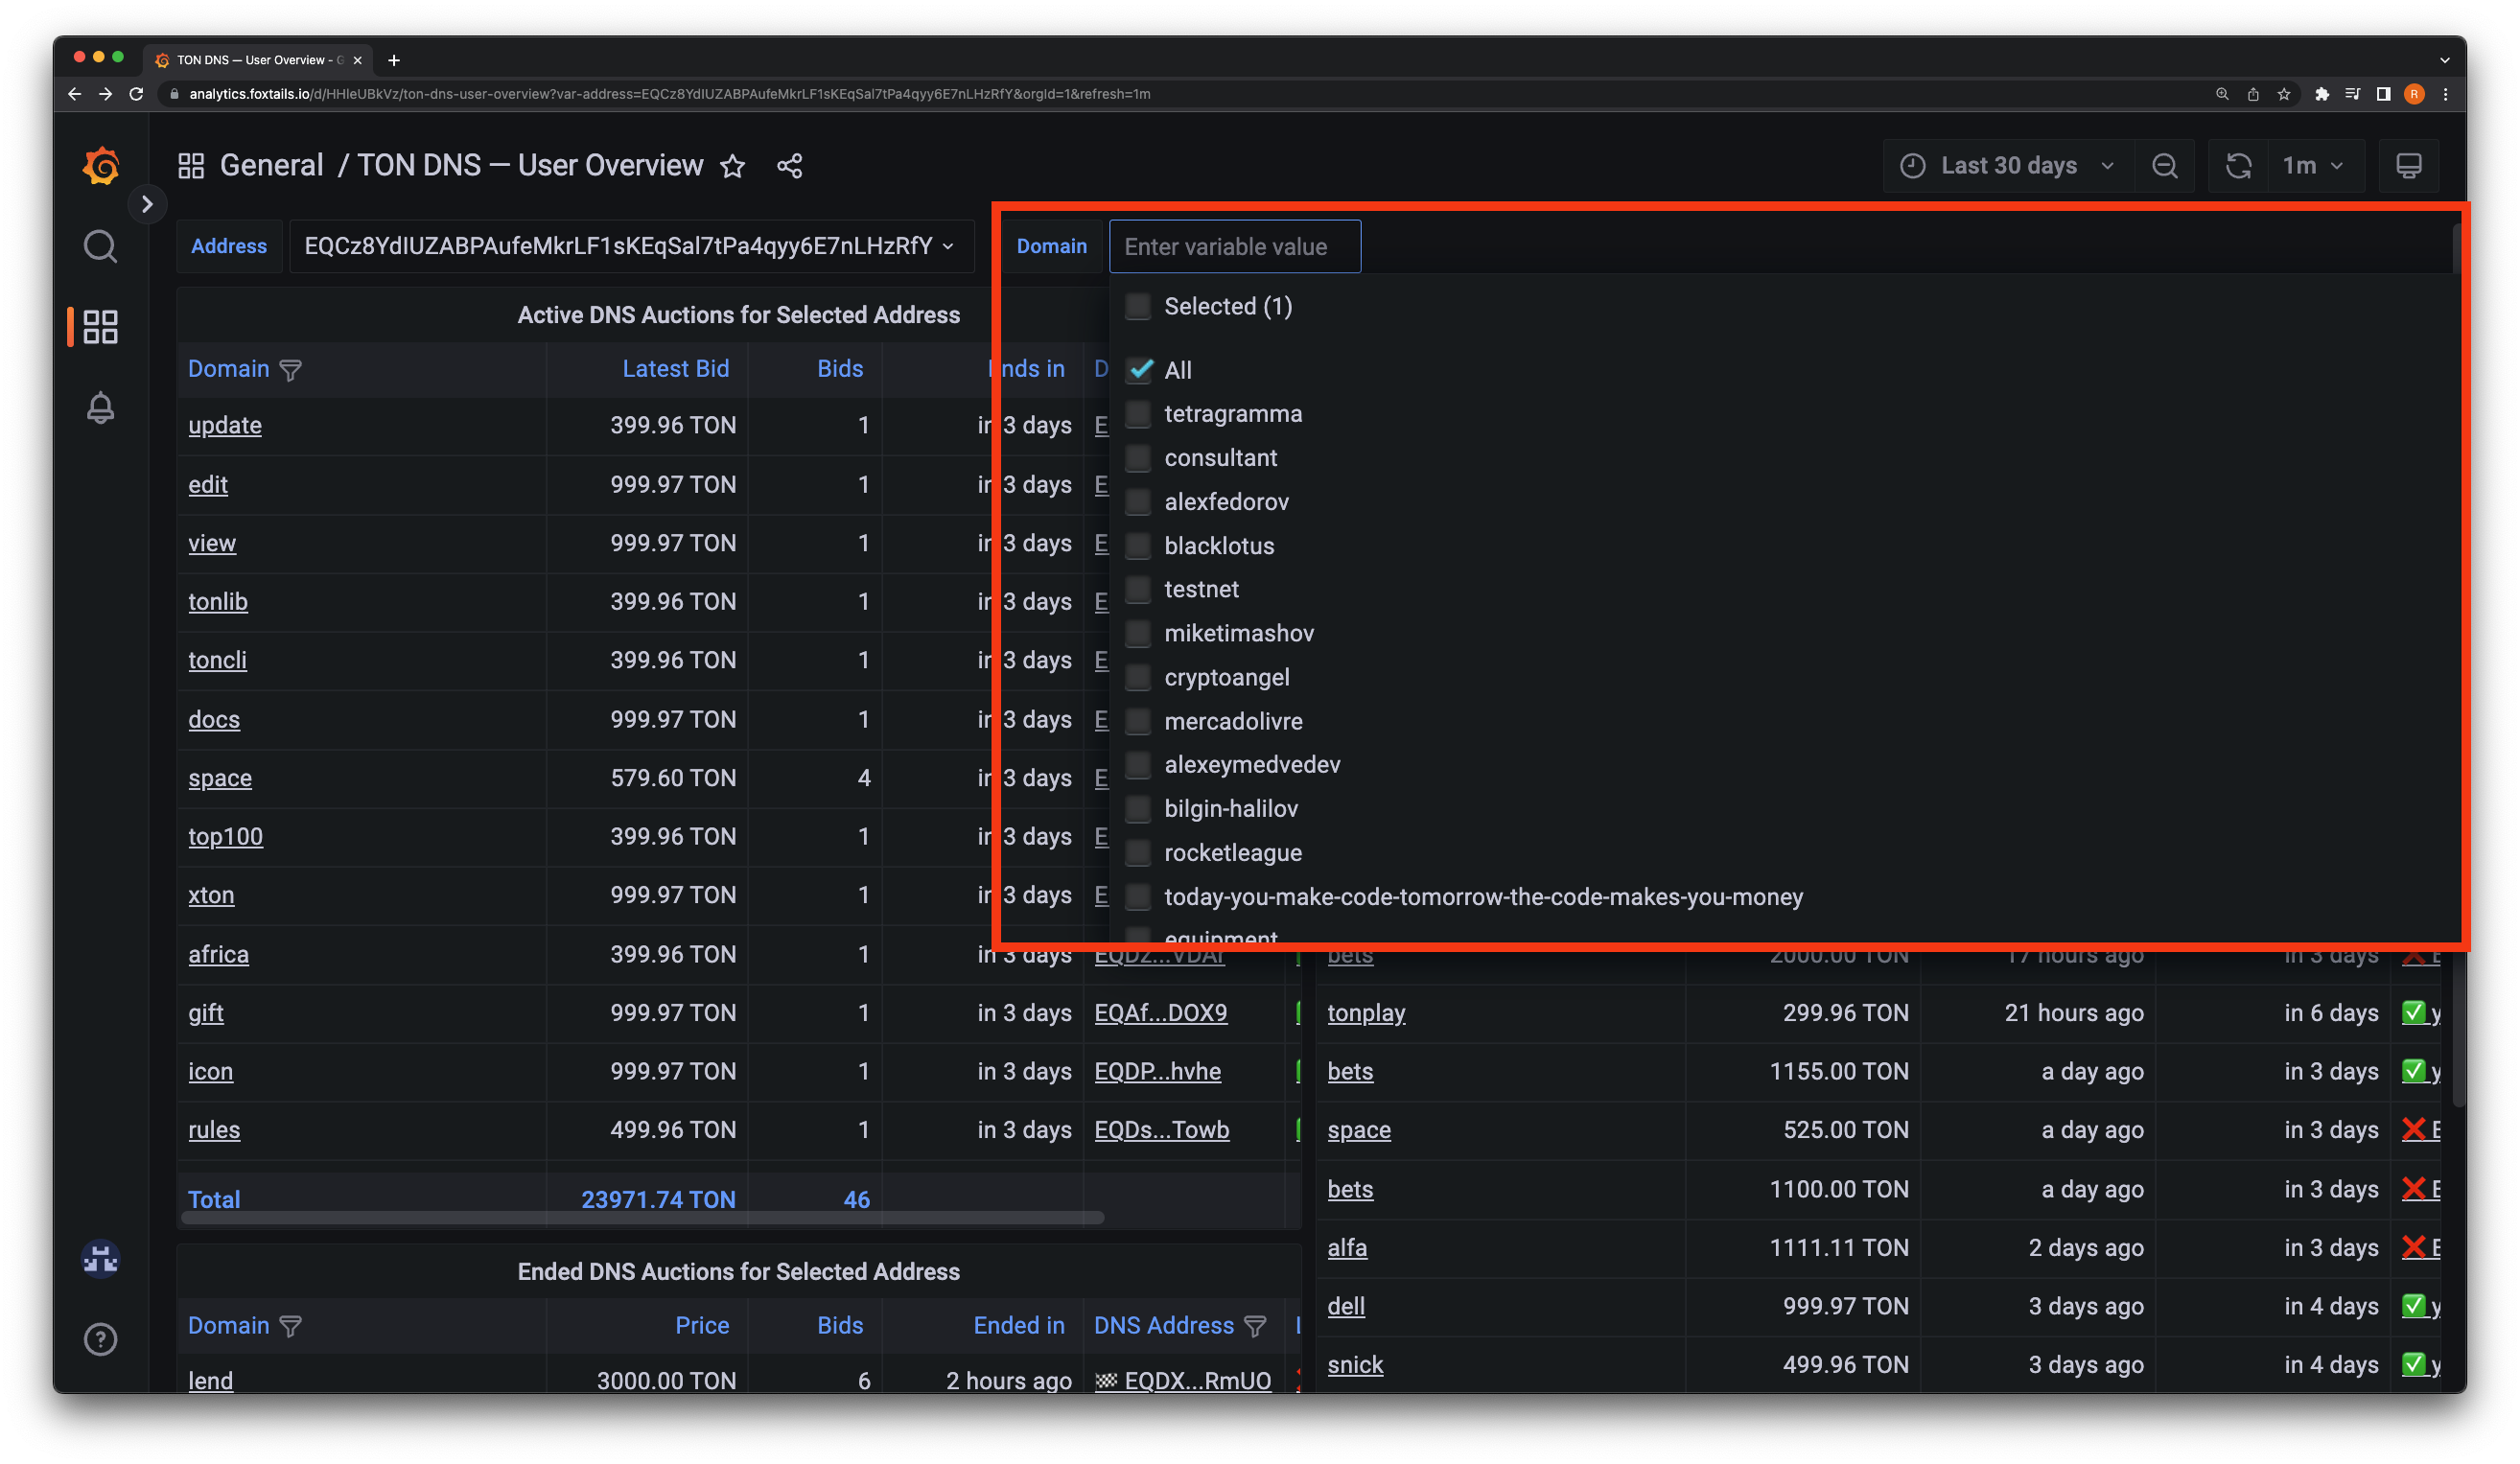 TON DNS — User Overview - G
analytics.foxtails.io/d/HHIeUBkVz/ton-dns-user-overview?var-address=EQCz8YdIUZABPAufeMkrLF1sKEqSal7tPa4qyy6E7nLHzRfY&orgId=1&refresh=1m
R
General / TON DNS — User Overview
Last 30 days
1m
Address
EQCz8YdIUZABPAufeMkrLF1sKEqSal7tPa4qyy6E7nLHzRfY
Domain
Enter variable value
Selected (1)
All
tetragramma
consultant
alexfedorov
blacklotus
testnet
miketimashov
cryptoangel
mercadolivre
alexeymedvedev
bilgin-halilov
rocketleague
today-you-make-code-tomorrow-the-code-makes-you-money
equipment
Active DNS Auctions for Selected Address
Domain Latest Bid Bids Ends in D
update 399.96 TON 1 in 3 days E
edit 999.97 TON 1 in 3 days E
view 999.97 TON 1 in 3 days E
tonlib 399.96 TON 1 in 3 days E
toncli 399.96 TON 1 in 3 days E
docs 999.97 TON 1 in 3 days E
space 579.60 TON 4 in 3 days E
top100 399.96 TON 1 in 3 days E
xton 999.97 TON 1 in 3 days E
africa 399.96 TON 1 in 3 days EQDz...VDAr
gift 999.97 TON 1 in 3 days EQAf...DOX9
icon 999.97 TON 1 in 3 days EQDP...hvhe
rules 499.96 TON 1 in 3 days EQDs...Towb
Total 23971.74 TON 46
bets 2000.00 TON 17 hours ago in 3 days E
tonplay 299.96 TON 21 hours ago in 6 days y
bets 1155.00 TON a day ago in 3 days y
space 525.00 TON a day ago in 3 days E
bets 1100.00 TON a day ago in 3 days E
alfa 1111.11 TON 2 days ago in 3 days E
dell 999.97 TON 3 days ago in 4 days y
snick 499.96 TON 3 days ago in 4 days y
Ended DNS Auctions for Selected Address
Domain Price Bids Ended in DNS Address
lend 3000.00 TON 6 2 hours ago EQDX...RmUO